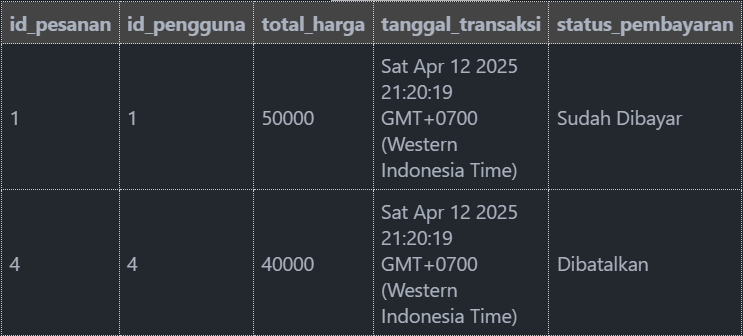 id_pesanan id_pengguna total_harga tanggal_transaksi status_pembayaran
Sat Apr 12 2025
21:20:19
1 1 50000 GMT+0700 Sudah Dibayar
(Western
Indonesia Time)
Sat Apr 12 2025
21:20:19
4 4 40000 GMT+0700 Dibatalkan
(Western
Indonesia Time)